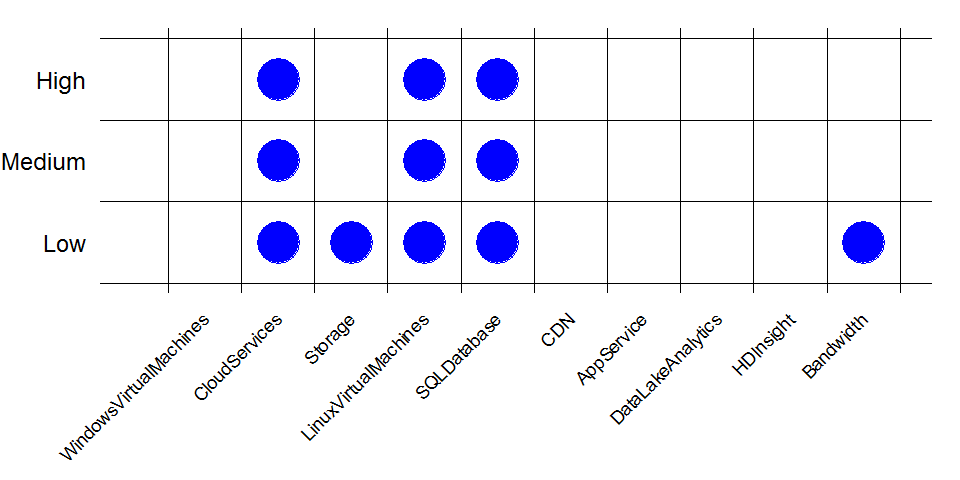 High
Medium
Low
WindowsVirtualMachines
CloudServices
Storage
LinuxVirtualMachines
SQLDatabase
CDN
AppService
DataLakeAnalytics
HDInsight
Bandwidth